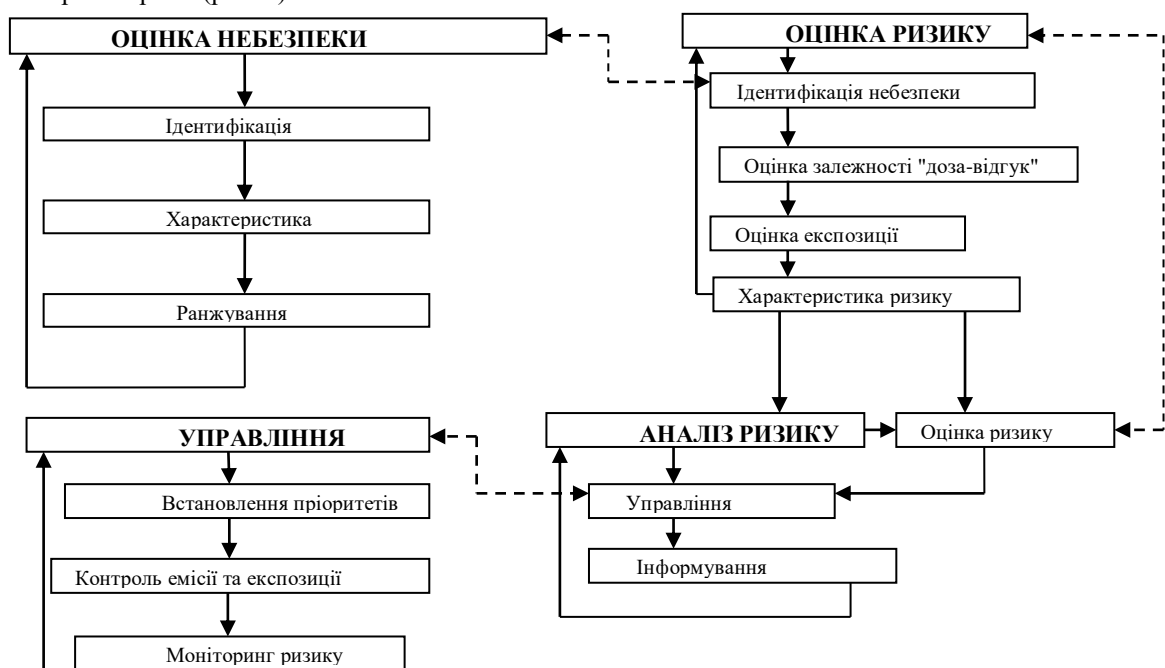 ОЦІНКА НЕБЕЗПЕКИ
Ідентифікація
Характеристика
Ранжування
ОЦІНКА РИЗИКУ
Ідентифікація небезпеки
Оцінка залежності "доза-відгук"
Оцінка експозиції
Характеристика ризику
УПРАВЛІННЯ
Встановлення пріоритетів
Контроль емісії та експозиції
Моніторинг ризику
АНАЛІЗ РИЗИКУ
Оцінка ризику
Управління
Інформування